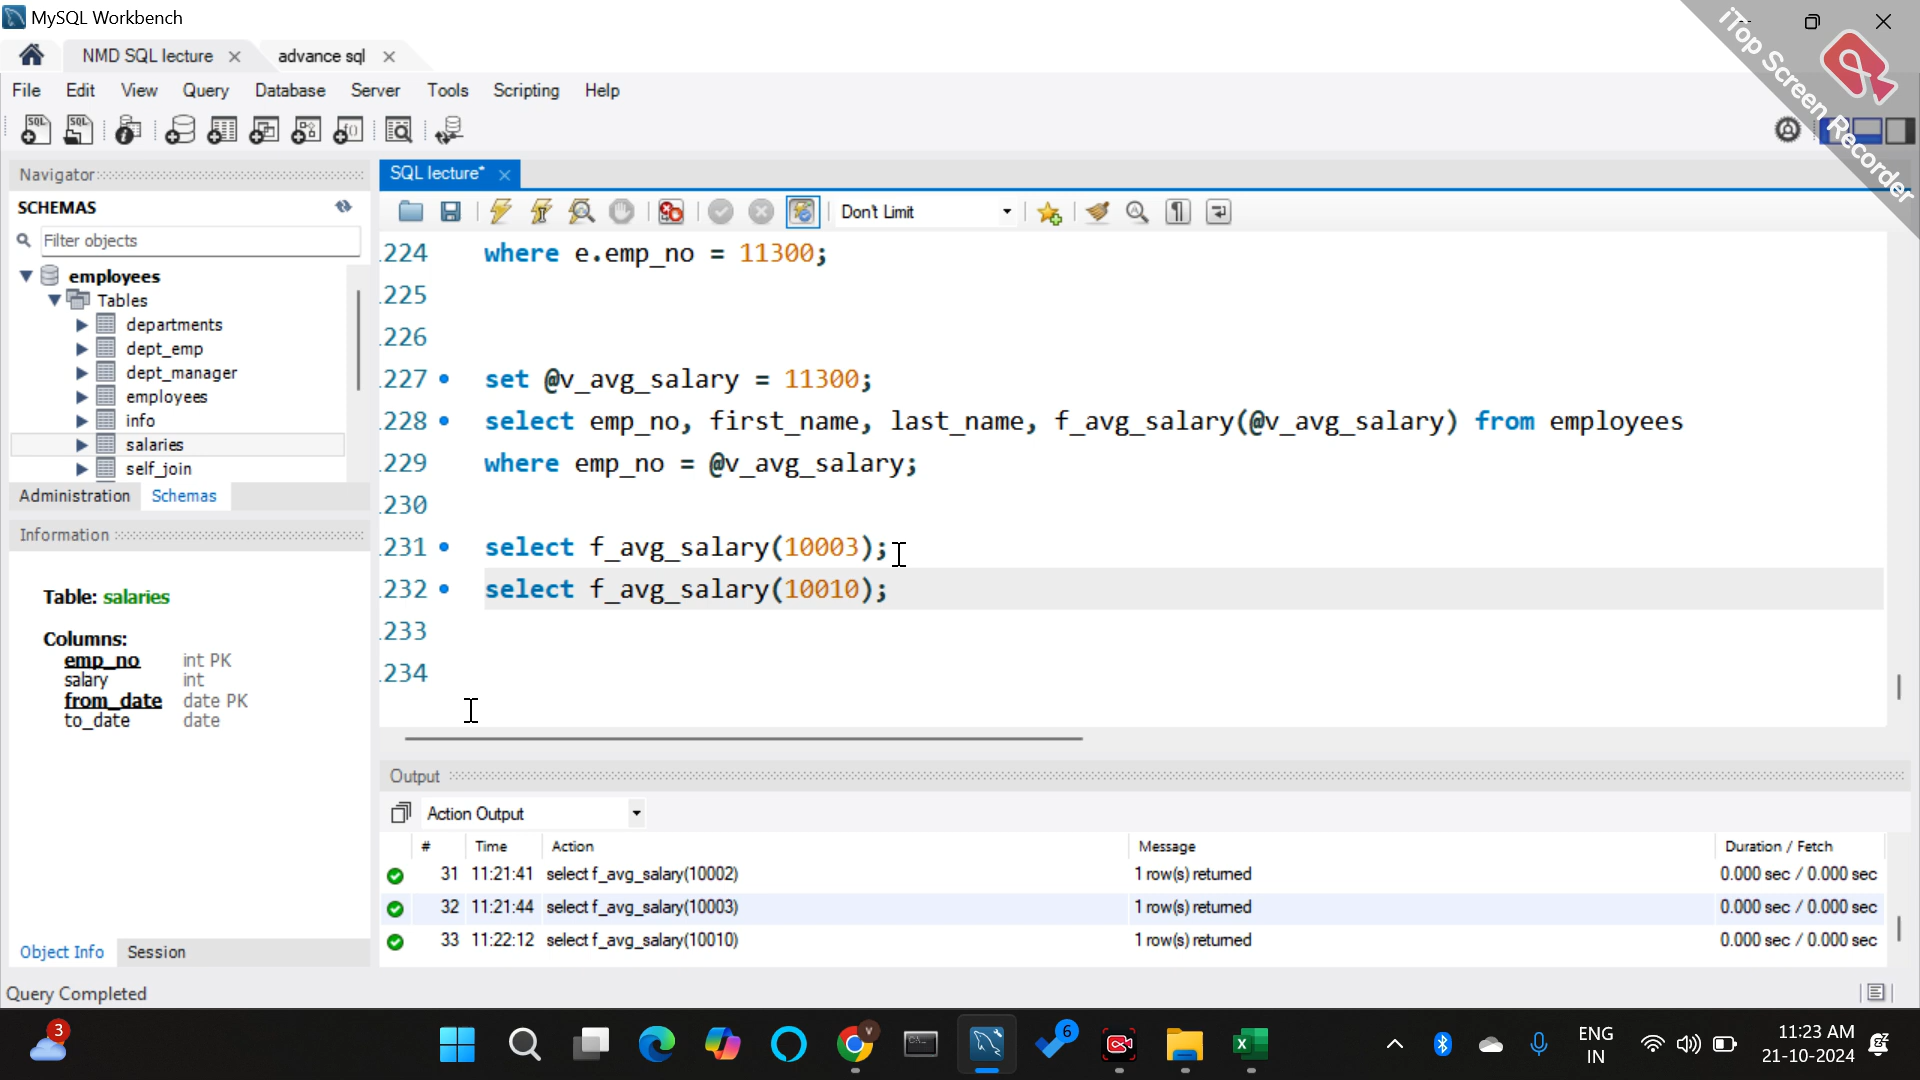 MySQL Workbench
NMD SQL lecture
advance sql
File Edit View Query Database Server Tools Scripting Help
iTop Screen Recorder
Navigator
SCHEMAS
Filter objects
employees
Tables
departments
dept_emp
dept_manager
employees
info
salaries
self_join
Administration Schemas
Information
Table: salaries
Columns:
emp_no int PK
salary int
from_date date PK
to_date date
Object Info Session
SQL lecture*
Don't Limit
224 where e.emp_no = 11300;
225
226
227 set @v_avg_salary = 11300;
228 select emp_no, first_name, last_name, f_avg_salary(@v_avg_salary) from employees
229 where emp_no = @v_avg_salary;
230
231 select f_avg_salary(10003);
232 select f_avg_salary(10010);
233
234
Output
Action Output
# Time Action Message Duration / Fetch
31 11:21:41 select f_avg_salary(10002) 1 row(s) returned 0.000 sec / 0.000 sec
32 11:21:44 select f_avg_salary(10003) 1 row(s) returned 0.000 sec / 0.000 sec
33 11:22:12 select f_avg_salary(10010) 1 row(s) returned 0.000 sec / 0.000 sec
Query Completed
3
V
6
ENG
IN
11:23 AM
21-10-2024